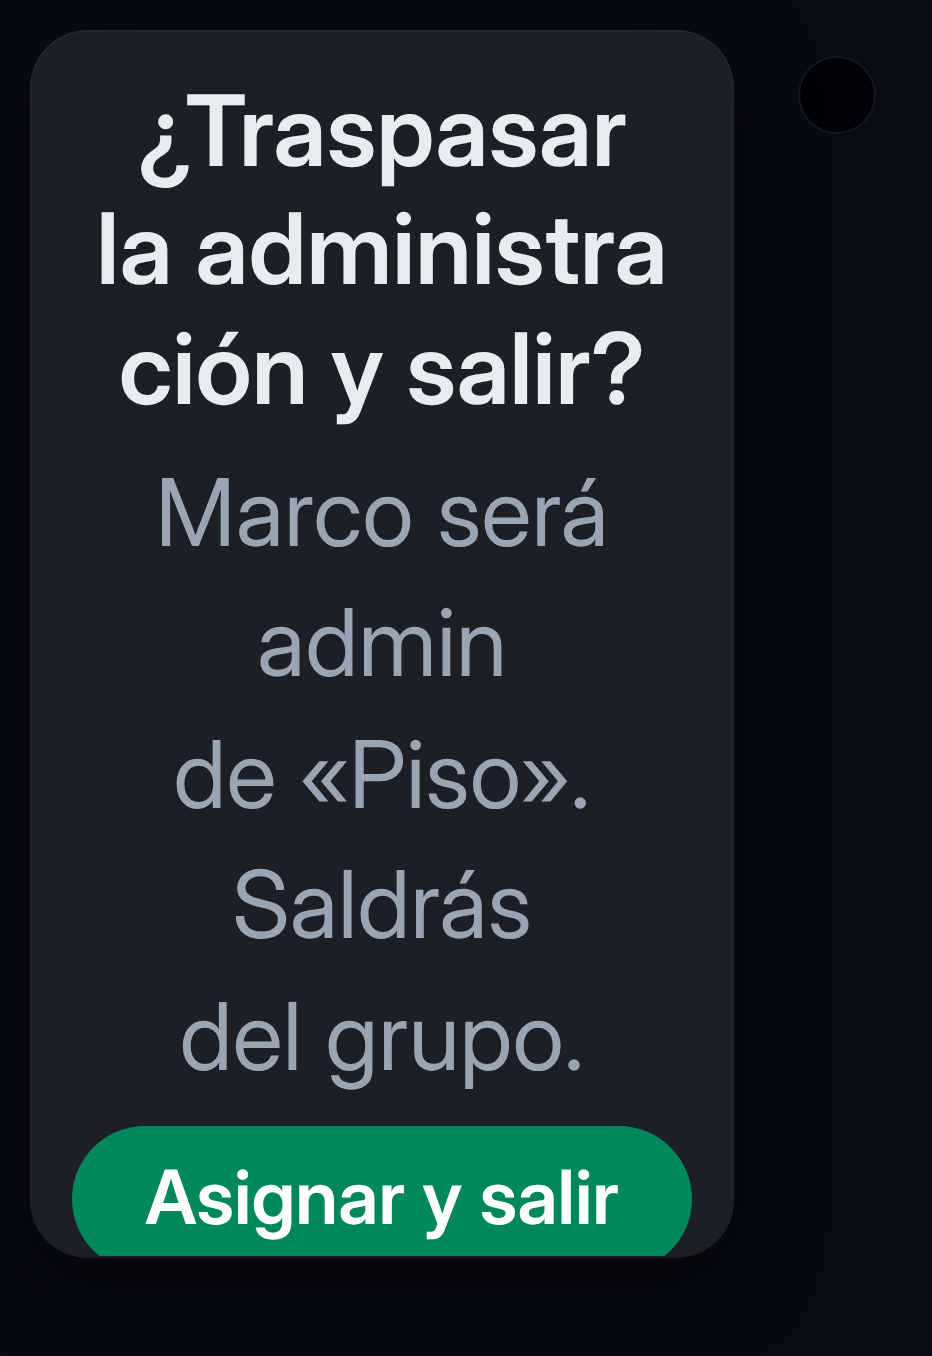 ¿Traspasar
la administra
ción y salir?
Marco será
admin
de «Piso».
Saldrás
del grupo.
Asignar y salir